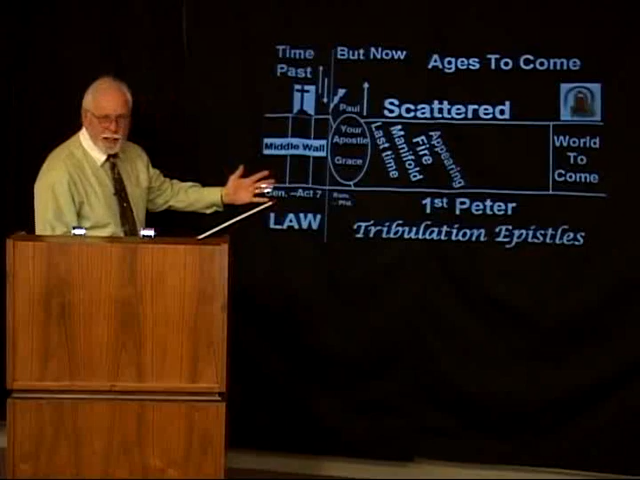 Time
Past
But Now
Ages To Come
Paul
Scattered
Your
Apostle
Grace
Middle Wall
Last time
Manifold
Fire
Appearing
World
To
Come
Gen. –Act 7
LAW
1st Peter
Tribulation Epistles